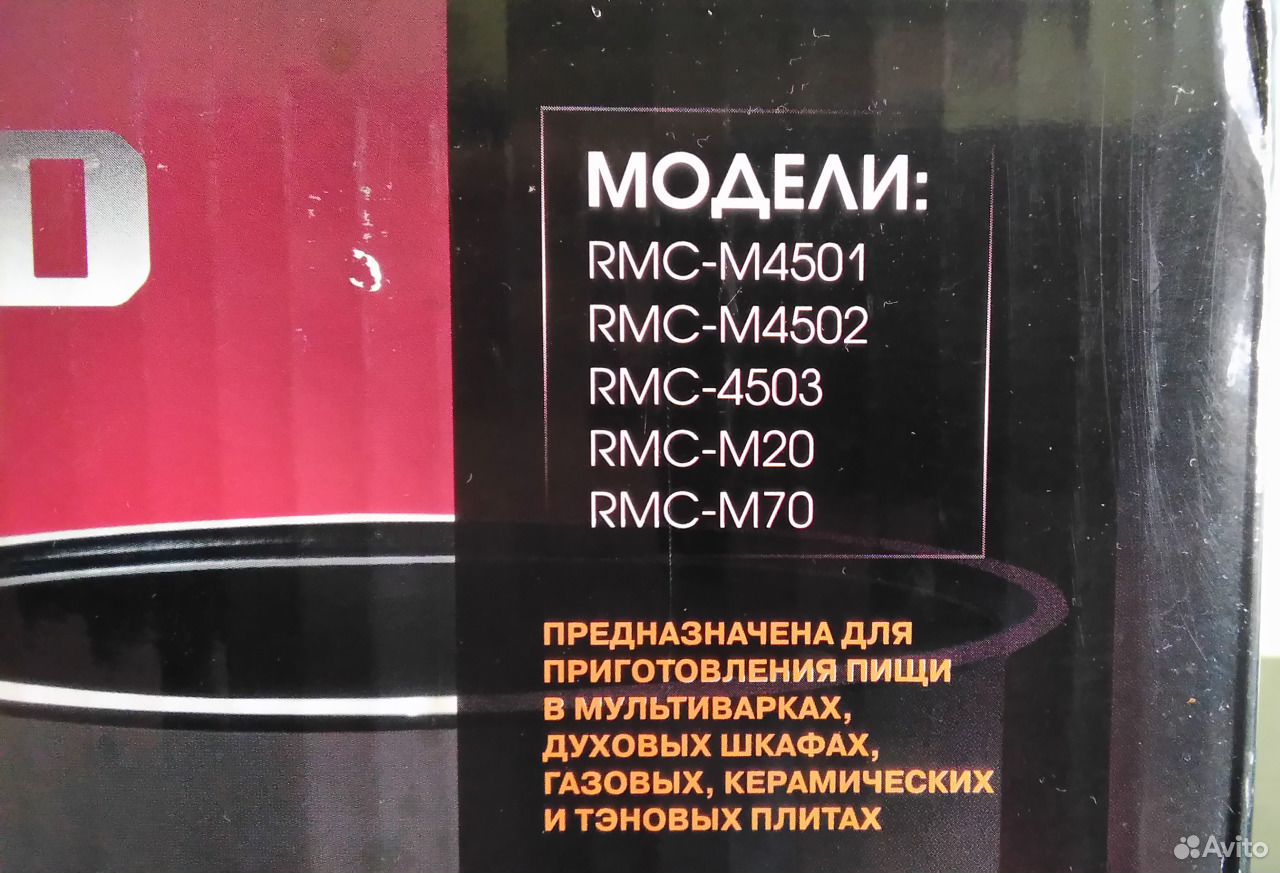 МОДЕЛИ:
RMC-M4501
RMC-M4502
RMC-4503
RMC-M20
RMC-M70
ПРЕДНАЗНАЧЕНА ДЛЯ
ПРИГОТОВЛЕНИЯ ПИЩИ
В МУЛЬТИВАРКАХ,
ДУХОВЫХ ШКАФАХ,
ГАЗОВЫХ, КЕРАМИЧЕСКИХ
И ТЭНОВЫХ ПЛИТАХ
Avito